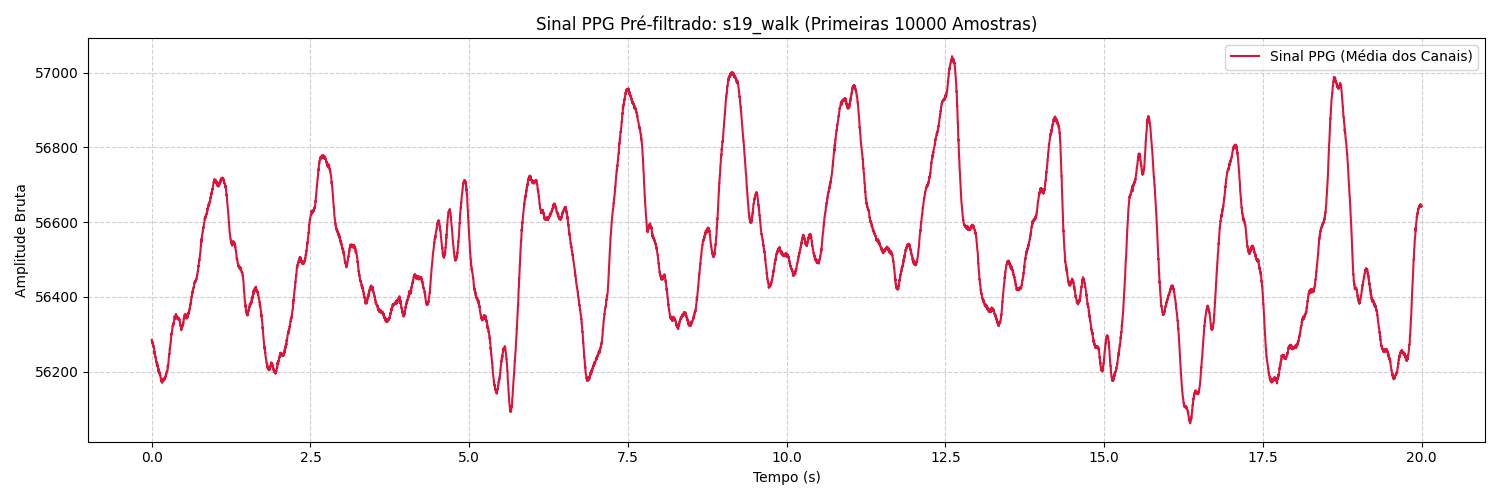 Sinal PPG Pré-filtrado: s19_walk (Primeiras 10000 Amostras)
Sinal PPG (Média dos Canais)
57000
56800
56600
56400
56200
Amplitude Bruta
0.0 2.5 5.0 7.5 10.0 12.5 15.0 17.5 20.0
Tempo (s)